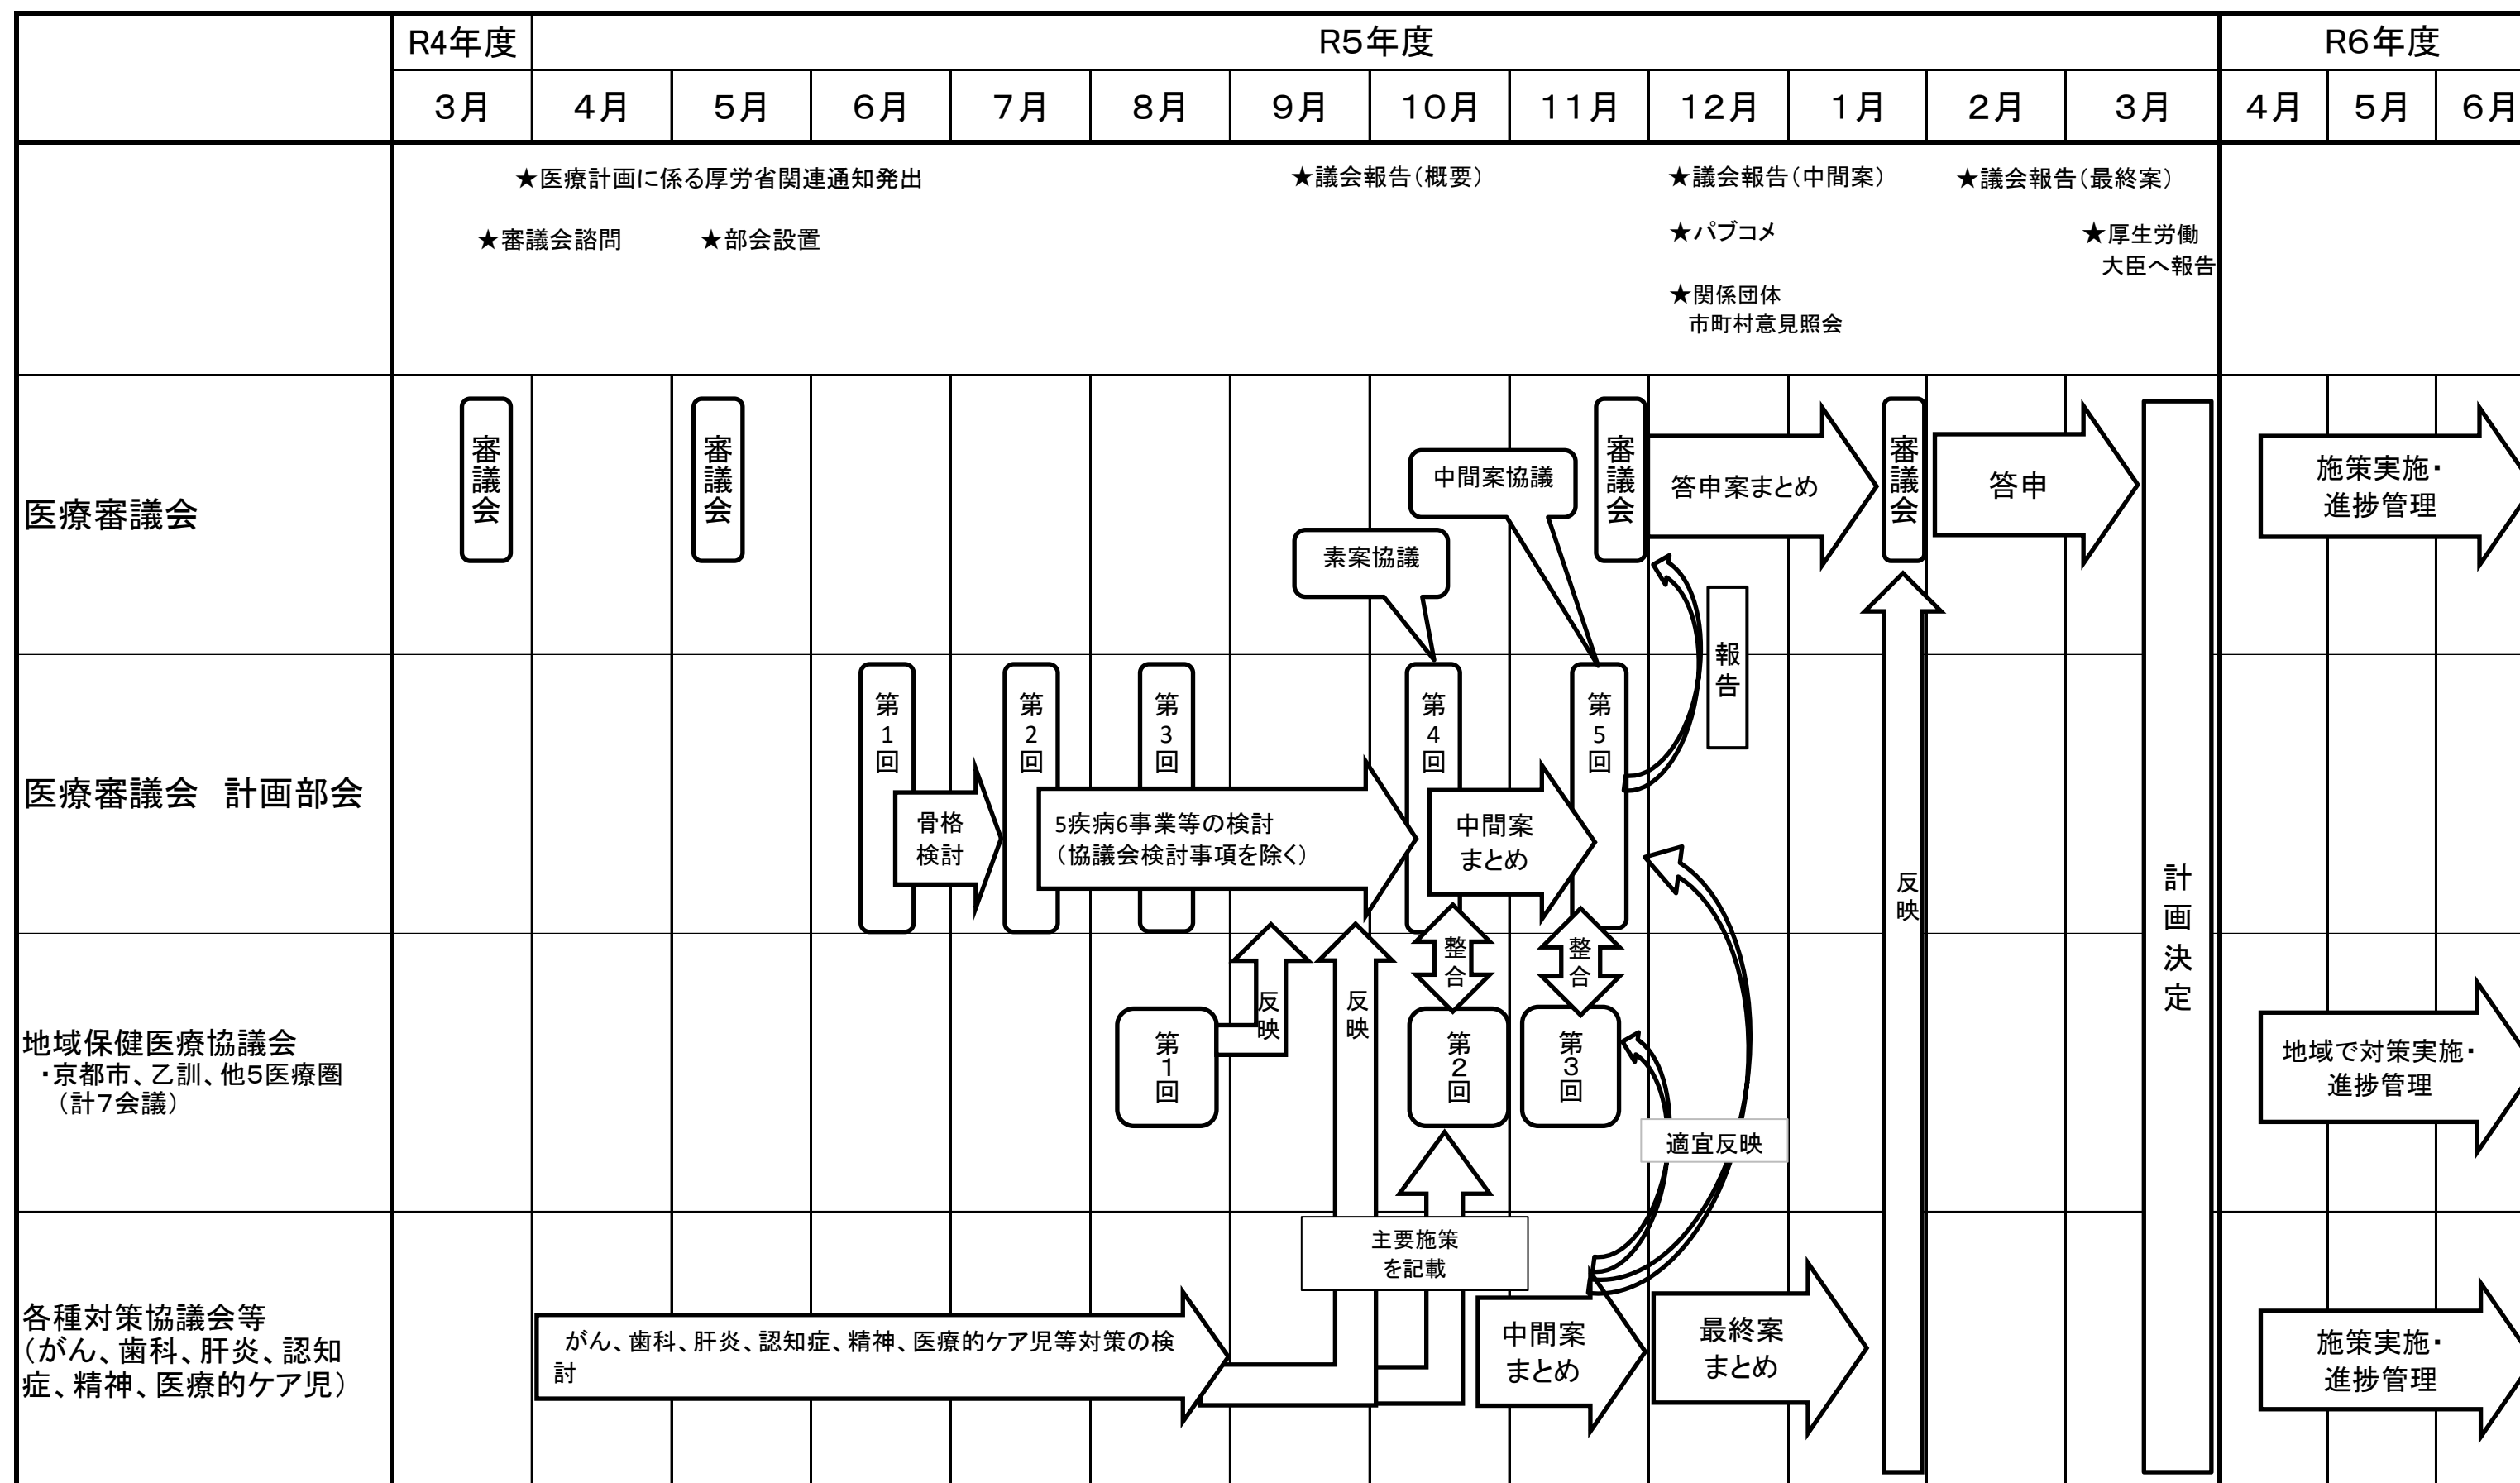 R4年度
R5年度
R6年度
3月
4月
5月
6月
7月
8月
9月
10月
11月
12月
1月
2月
3月
4月
5月
6月
★医療計画に係る厚労省関連通知発出
★議会報告（概要）
★議会報告（中間案）
★議会報告（最終案）
★審議会諮問
★部会設置
★パブコメ
★厚生労働
大臣へ報告
★関係団体
市町村意見照会
医療審議会
審議会
審議会
素案協議
中間案協議
審議会
答申案まとめ
審議会
答申
施策実施・
進捗管理
報告
医療審議会　計画部会
第1回
骨格
検討
第2回
第3回
5疾病6事業等の検討
（協議会検討事項を除く）
第4回
中間案
まとめ
第5回
反映
計画決定
地域保健医療協議会
・京都市、乙訓、他5医療圏
（計7会議）
第1回
反映
反映
整合
第2回
整合
第3回
適宜反映
地域で対策実施・
進捗管理
各種対策協議会等
（がん、歯科、肝炎、認知
症、精神、医療的ケア児）
がん、歯科、肝炎、認知症、精神、医療的ケア児等対策の検
討
主要施策
を記載
中間案
まとめ
最終案
まとめ
施策実施・
進捗管理